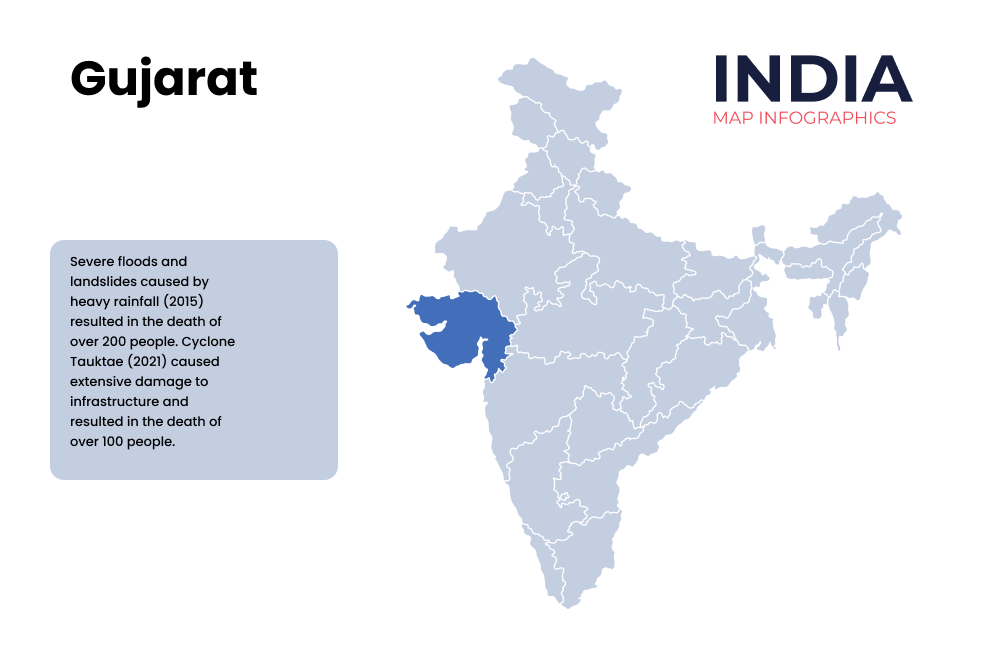 Gujarat
INDIA
MAP INFOGRAPHICS
Severe floods and
landslides caused by
heavy rainfall (2015)
resulted in the death of
over 200 people. Cyclone
Tauktae (2021) caused
extensive damage to
infrastructure and
resulted in the death of
over 100 people.